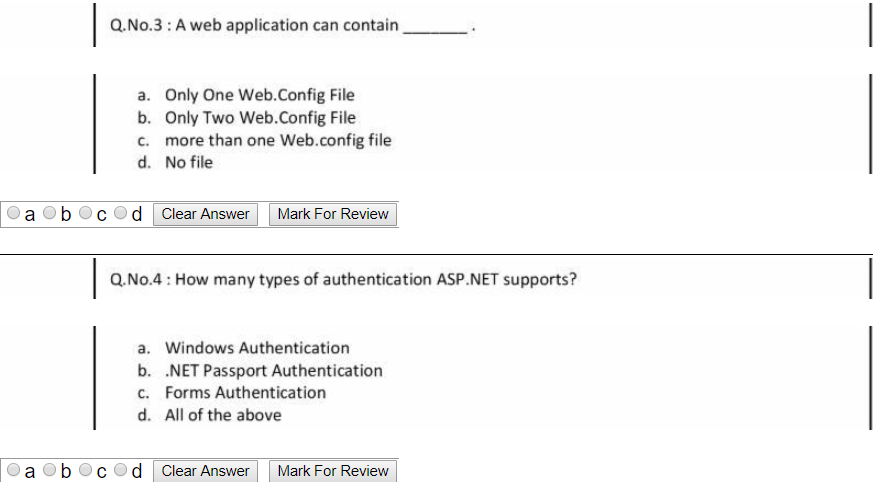 Q.No.3 : A web application can contain _______ .
a. Only One Web.Config File
b. Only Two Web.Config File
c. more than one Web.config file
d. No file
a b c d Clear Answer Mark For Review
Q.No.4 : How many types of authentication ASP.NET supports?
a. Windows Authentication
b. .NET Passport Authentication
c. Forms Authentication
d. All of the above
a b c d Clear Answer Mark For Review